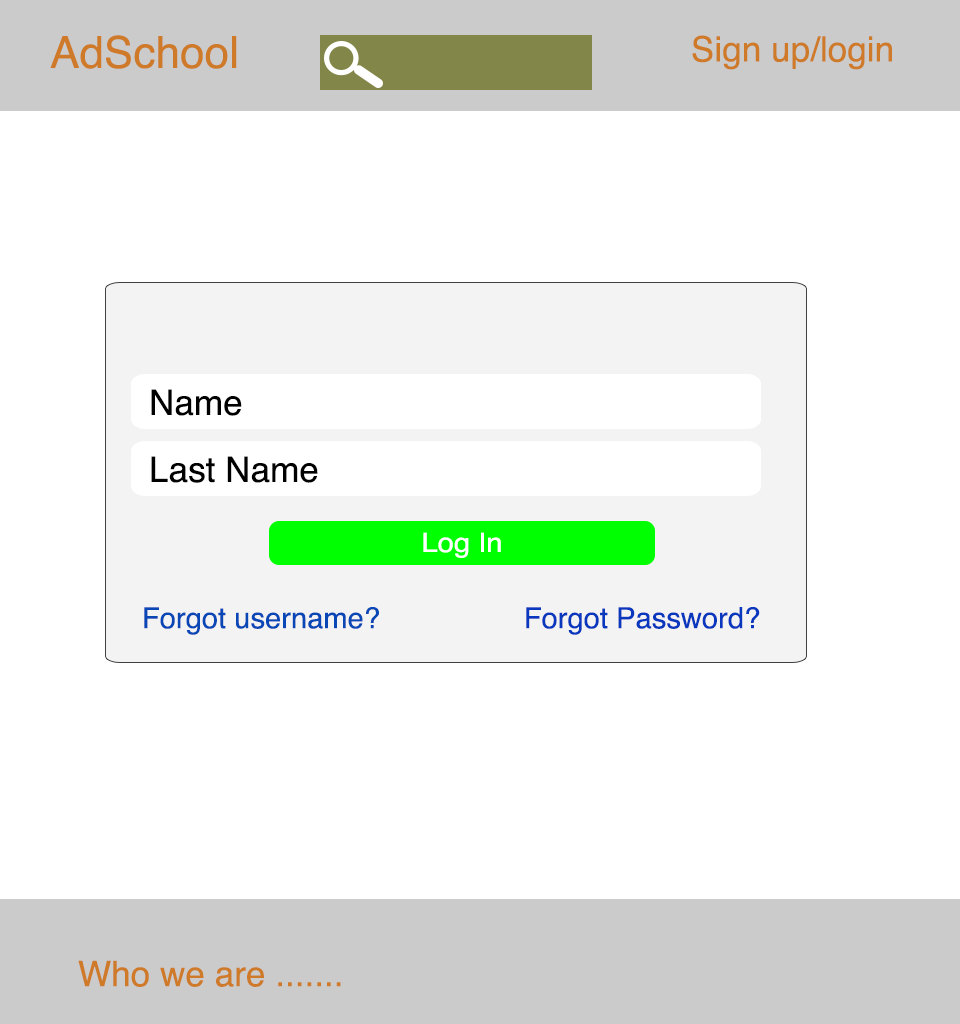 AdSchool
Sign up/login
Name
Last Name
Log In
Forgot username?
Forgot Password?
Who we are .......